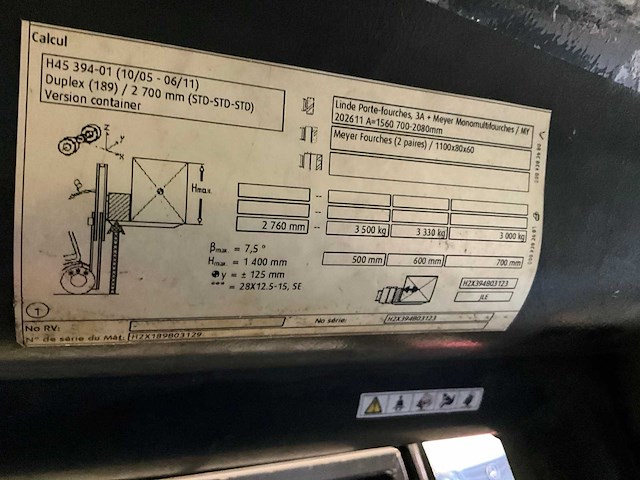 Calcul
H45 394-01 (10/05 - 06/11)
Duplex (189) / 2 700 mm (STD-STD-STD)
Version container
Linde Porte-fourches, 3A + Meyer Monomultifourches / MY
202611 A=1560 700-2080mm
Meyer Fourches (2 paires) / 1100x80x60
Z
Y
X
β
Hmax.
--
--
2 760 mm -- 3 500 kg 3 330 kg 3 000 kg
500 mm 600 mm 700 mm
βmax. = 7,5 °
Hmax. = 1 400 mm
y = ± 125 mm
*** = 28X12.5-15, SE
H2X394B03123
JLE
1
No RV: -
No série: H2X394B03123
N° de série du Mât: H2X189B03129